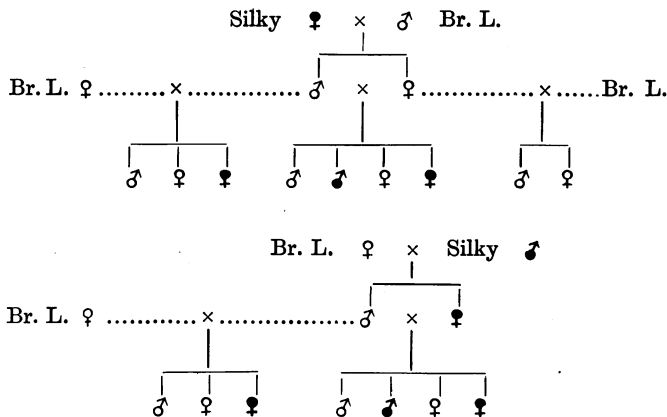 Silky ♀ × ♂ Br. L.
Br. L. ♀ × ♂ × ♀ × Br. L.
♂ ♀ ♀ ♂ ♂ ♀ ♀ ♂ ♀
Br. L. ♀ × Silky ♂
Br. L. ♀ × ♂ × ♀
♂ ♀ ♀ ♂ ♂ ♀ ♀